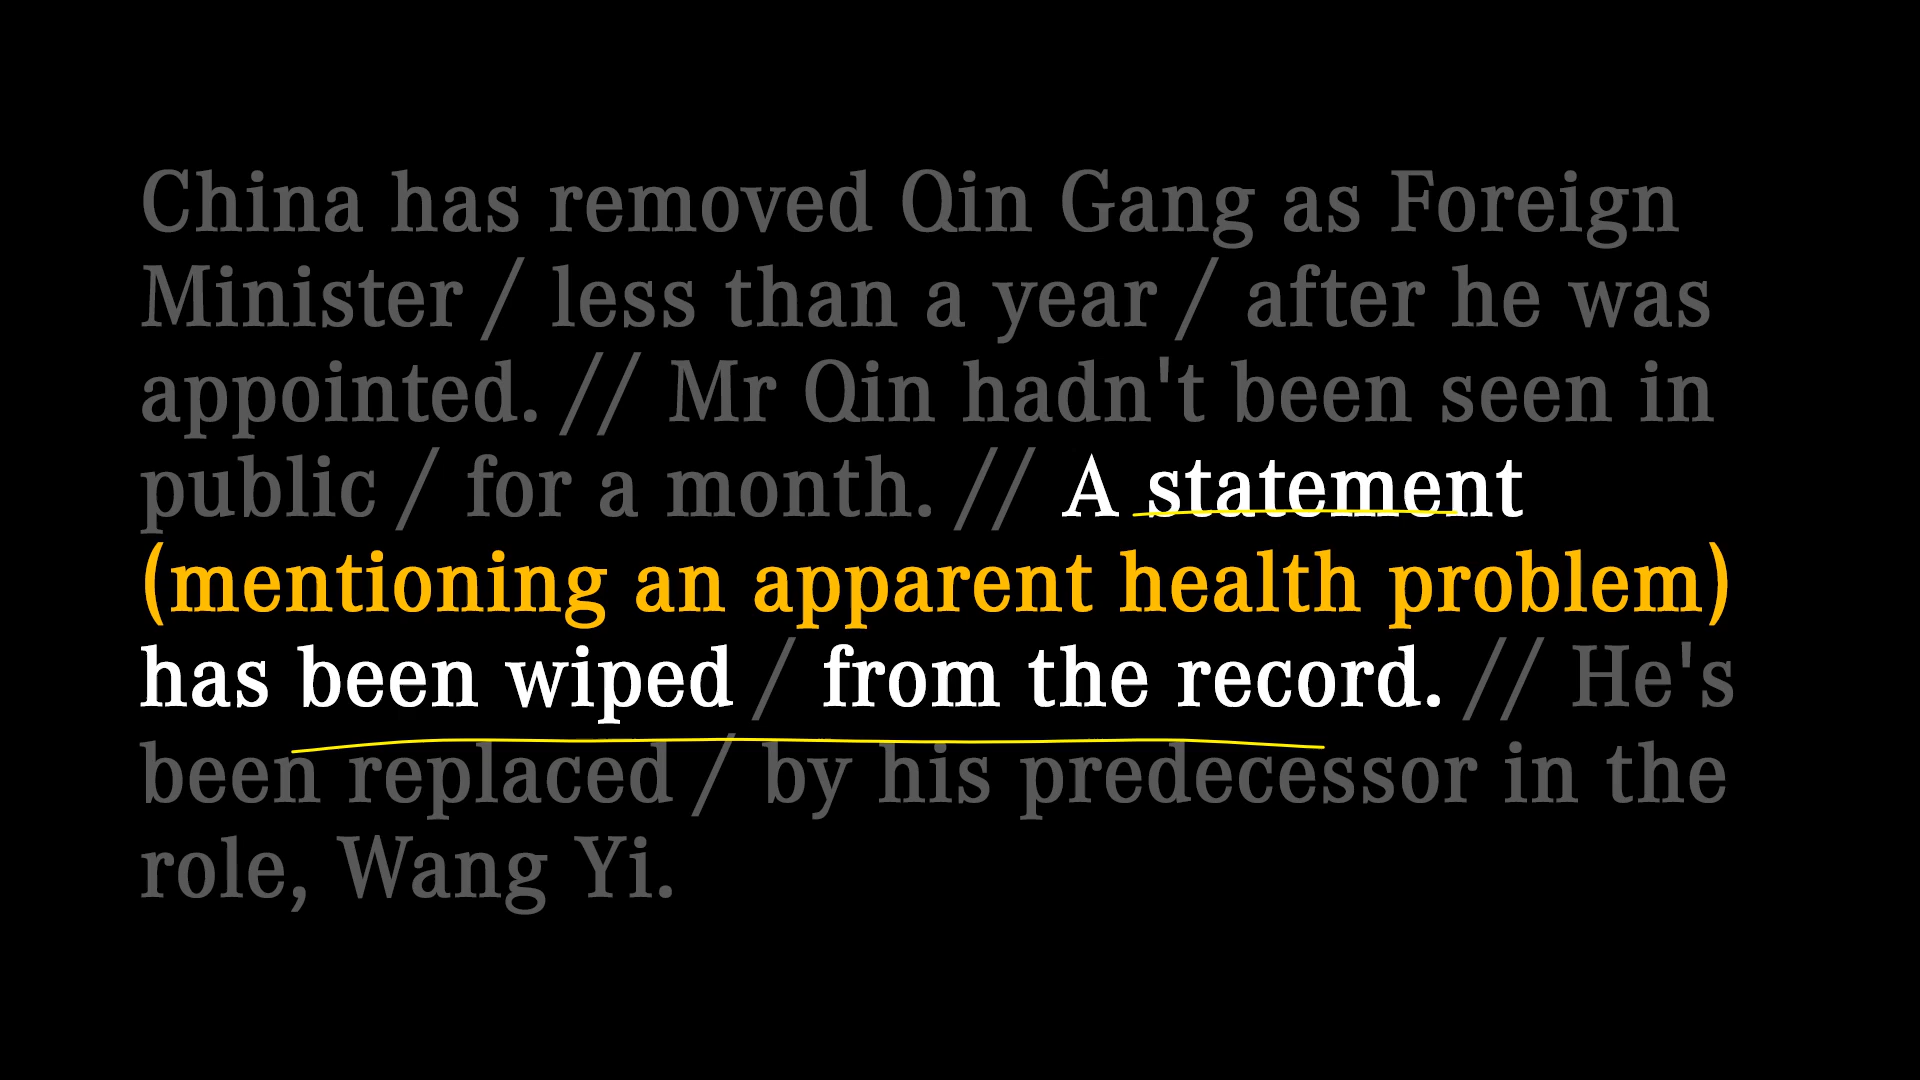 China has removed Qin Gang as Foreign
Minister / less than a year / after he was
appointed. // Mr Qin hadn't been seen in
public / for a month. // A statement
(mentioning an apparent health problem)
has been wiped / from the record. // He's
been replaced / by his predecessor in the
role, Wang Yi.